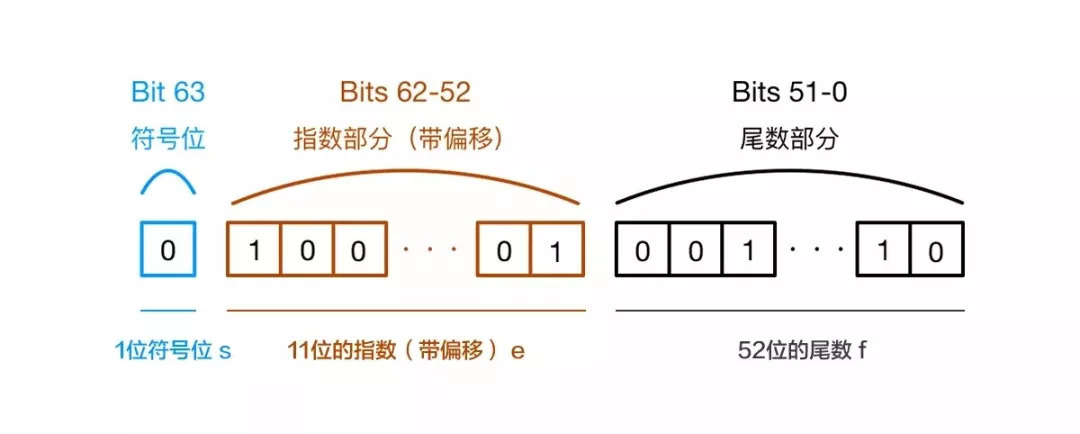 Bit 63 Bits 62-52 Bits 51-0
符号位 指数部分（带偏移） 尾数部分
0 1 0 0 · · · 0 1 0 0 1 · · · 1 0
1位符号位 s 11位的指数（带偏移）e 52位的尾数 f